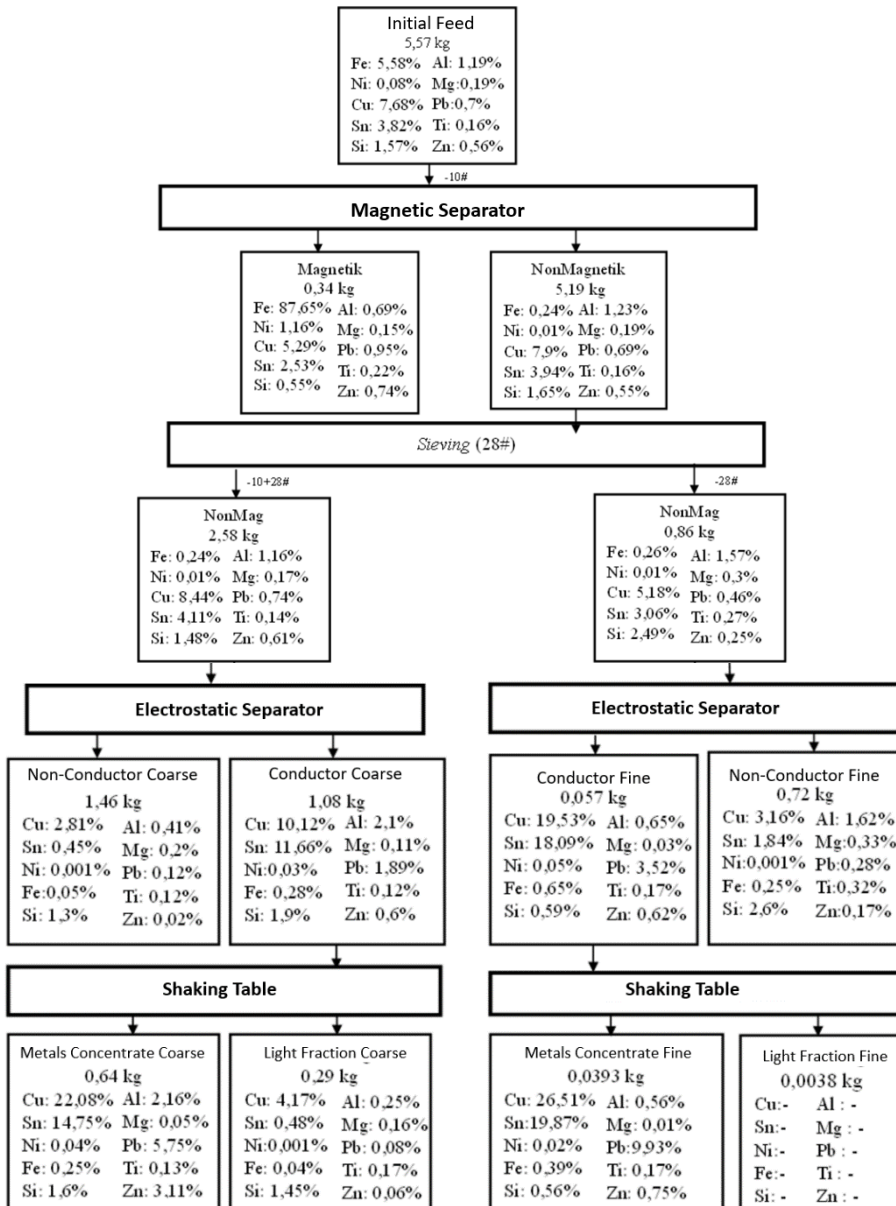 Initial Feed
5,57 kg
Fe: 5,58% Al: 1,19%
Ni: 0,08% Mg:0,19%
Cu: 7,68% Pb:0,7%
Sn: 3,82% Ti: 0,16%
Si: 1,57% Zn: 0,56%
-10#
Magnetic Separator
Magnetik
0,34 kg
Fe: 87,65% Al: 0,69%
Ni: 1,16% Mg: 0,15%
Cu: 5,29% Pb: 0,95%
Sn: 2,53% Ti: 0,22%
Si: 0,55% Zn: 0,74%
NonMagnetik
5,19 kg
Fe: 0,24% Al: 1,23%
Ni: 0,01% Mg: 0,19%
Cu: 7,9% Pb: 0,69%
Sn: 3,94% Ti: 0,16%
Si: 1,65% Zn: 0,55%
Sieving (28#)
-10+28#
-28#
NonMag
2,58 kg
Fe: 0,24% Al: 1,16%
Ni: 0,01% Mg: 0,17%
Cu: 8,44% Pb: 0,74%
Sn: 4,11% Ti: 0,14%
Si: 1,48% Zn: 0,61%
NonMag
0,86 kg
Fe: 0,26% Al: 1,57%
Ni: 0,01% Mg: 0,3%
Cu: 5,18% Pb: 0,46%
Sn: 3,06% Ti: 0,27%
Si: 2,49% Zn: 0,25%
Electrostatic Separator
Electrostatic Separator
Non-Conductor Coarse
1,46 kg
Cu: 2,81% Al: 0,41%
Sn: 0,45% Mg: 0,2%
Ni: 0,001% Pb: 0,12%
Fe:0,05% Ti: 0,12%
Si: 1,3% Zn: 0,02%
Conductor Coarse
1,08 kg
Cu: 10,12% Al: 2,1%
Sn: 11,66% Mg: 0,11%
Ni:0,03% Pb: 1,89%
Fe: 0,28% Ti: 0,12%
Si: 1,9% Zn: 0,6%
Conductor Fine
0,057 kg
Cu: 19,53% Al: 0,65%
Sn: 18,09% Mg: 0,03%
Ni: 0,05% Pb: 3,52%
Fe: 0,65% Ti: 0,17%
Si: 0,59% Zn: 0,62%
Non-Conductor Fine
0,72 kg
Cu: 3,16% Al: 1,62%
Sn: 1,84% Mg:0,33%
Ni:0,001% Pb:0,28%
Fe: 0,25% Ti:0,32%
Si: 2,6% Zn:0,17%
Shaking Table
Shaking Table
Metals Concentrate Coarse
0,64 kg
Cu: 22,08% Al: 2,16%
Sn: 14,75% Mg: 0,05%
Ni: 0,04% Pb: 5,75%
Fe: 0,25% Ti: 0,13%
Si: 1,6% Zn: 3,11%
Light Fraction Coarse
0,29 kg
Cu: 4,17% Al: 0,25%
Sn: 0,48% Mg: 0,16%
Ni:0,001% Pb: 0,08%
Fe: 0,04% Ti: 0,17%
Si: 1,45% Zn: 0,06%
Metals Concentrate Fine
0,0393 kg
Cu: 26,51% Al: 0,56%
Sn:19,87% Mg: 0,01%
Ni: 0,02% Pb:9,93%
Fe: 0,39% Ti: 0,17%
Si: 0,56% Zn: 0,75%
Light Fraction Fine
0,0038 kg
Cu:- Al : -
Sn:- Mg : -
Ni:- Pb : -
Fe:- Ti : -
Si: - Zn : -